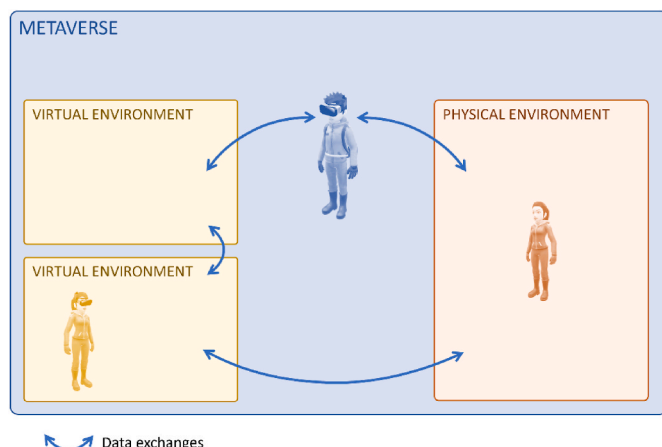 METAVERSE
VIRTUAL ENVIRONMENT
PHYSICAL ENVIRONMENT
VIRTUAL ENVIRONMENT
Data exchanges